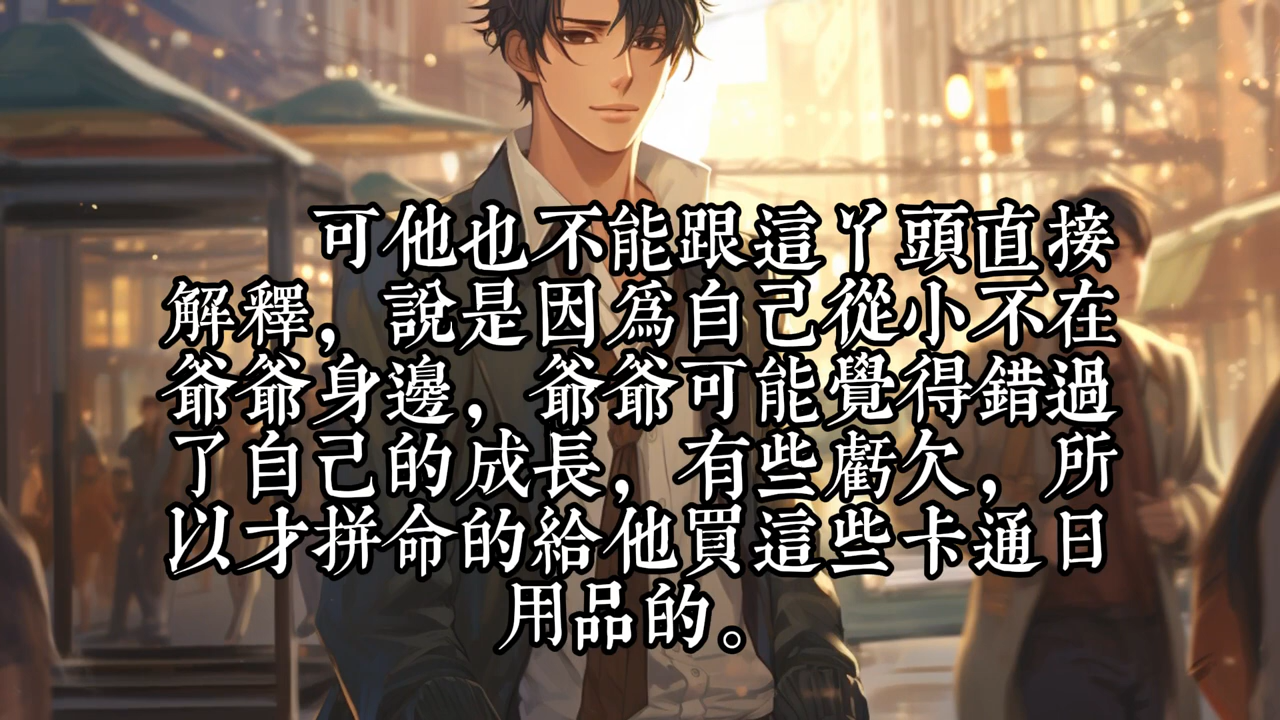 可他也不能跟這丫頭直接
解釋，說是因為自己從小不在
爺爺身邊，爺爺可能覺得錯過
了自己的成長，有些虧欠，所
以才拼命的給他買這些卡通日
用品的。